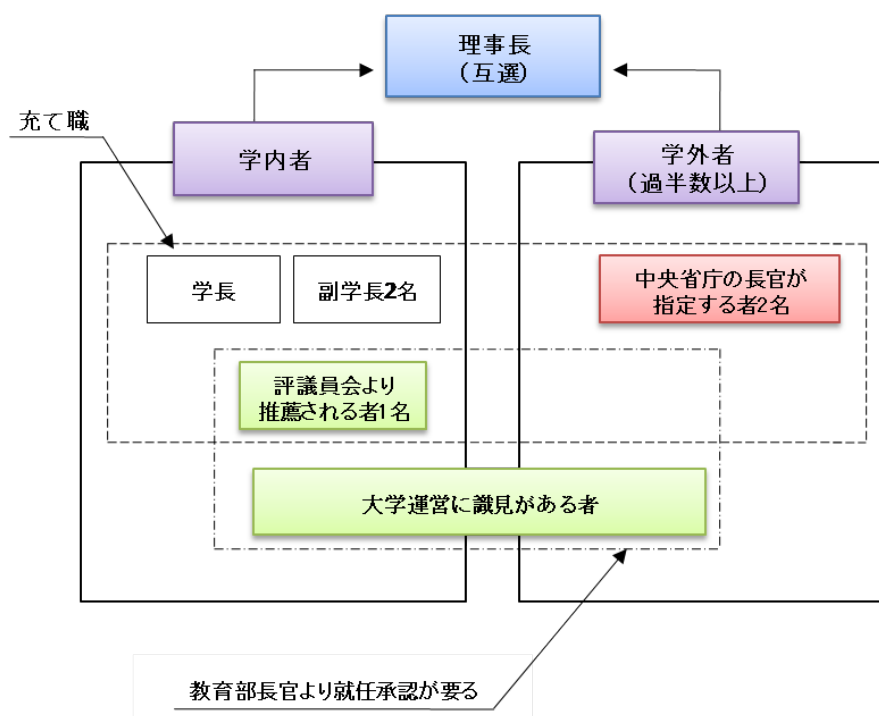 理事長
(互選)
充て職
学内者
学外者
(過半数以上)
学長
副学長2名
中央省庁の長官が
指定する者2名
評議員会より
推薦される者1名
大学運営に識見がある者
教育部長官より就任承認が要る